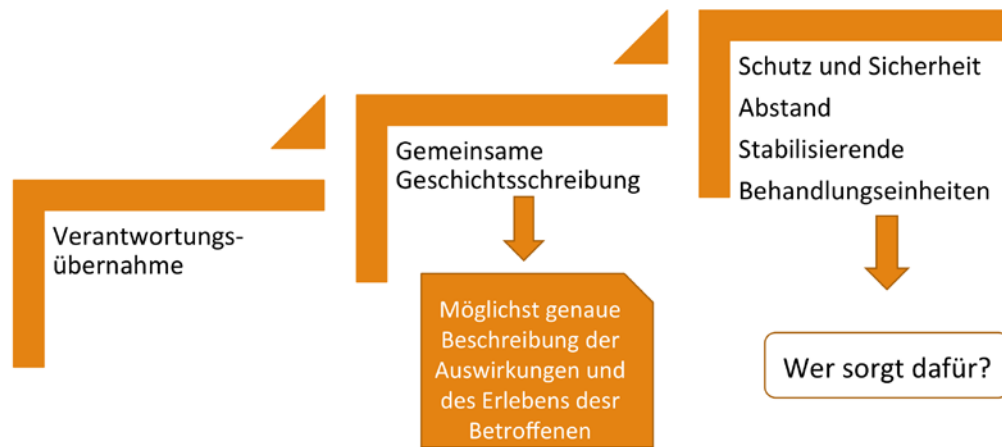 Verantwortungs-
übernahme
Gemeinsame
Geschichtsschreibung
Möglichst genaue
Beschreibung der
Auswirkungen und
des Erlebens desr
Betroffenen
Schutz und Sicherheit
Abstand
Stabilisierende
Behandlungseinheiten
Wer sorgt dafür?